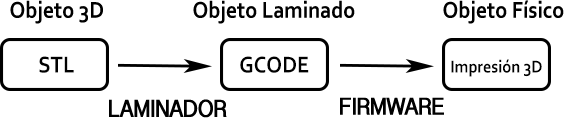 Objeto 3D
Objeto Laminado
Objeto Físico
STL
GCODE
Impresión 3D
LAMINADOR
FIRMWARE